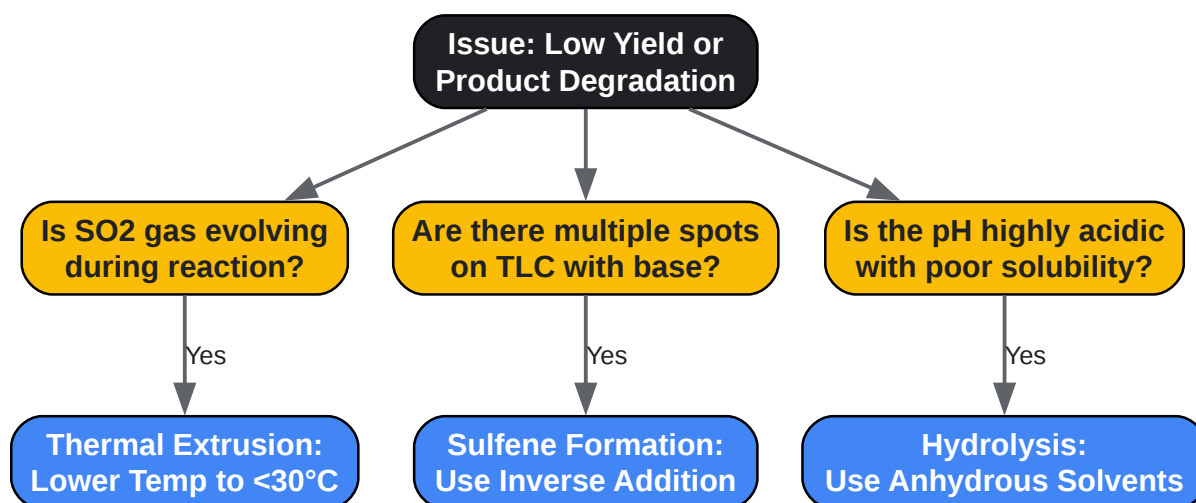 Issue: Low Yield or
Product Degradation
Is SO2 gas evolving
during reaction?
Are there multiple spots
on TLC with base?
Is the pH highly acidic
with poor solubility?
Yes
Yes
Yes
Thermal Extrusion:
Lower Temp to <30°C
Sulfene Formation:
Use Inverse Addition
Hydrolysis:
Use Anhydrous Solvents